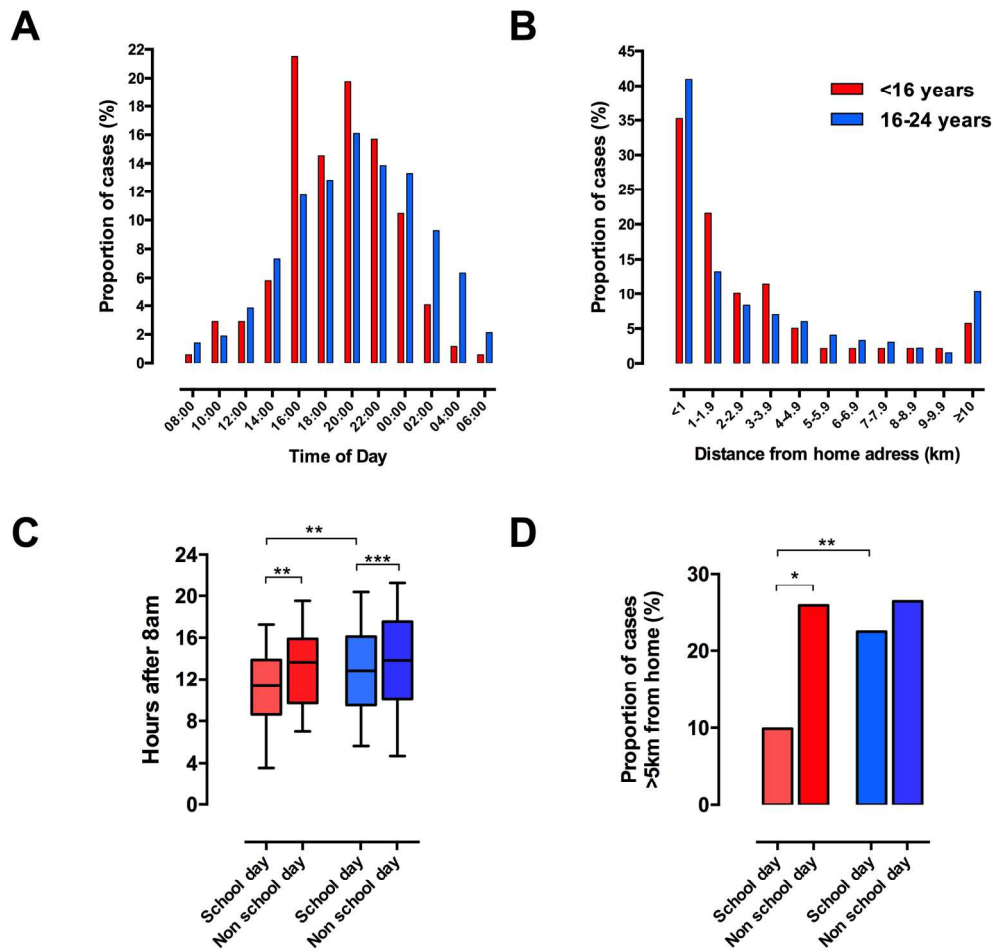 A
22
20
18
16
14
12
10
8
6
4
2
0
Proportion of cases (%)
08:00
10:00
12:00
14:00
16:00
18:00
20:00
22:00
00:00
02:00
04:00
06:00
Time of Day
B
45
40
35
30
25
20
15
10
5
0
Proportion of cases (%)
<16 years
16-24 years
<1
1-1.9
2-2.9
3-3.9
4-4.9
5-5.9
6-6.9
7-7.9
8-8.9
9-9.9
≥10
Distance from home adress (km)
C
24
20
16
12
8
4
0
Hours after 8am
**
**
***
School day
Non school day
School day
Non school day
D
30
20
10
0
Proportion of cases
>5km from home (%)
**
*
School day
Non school day
School day
Non school day